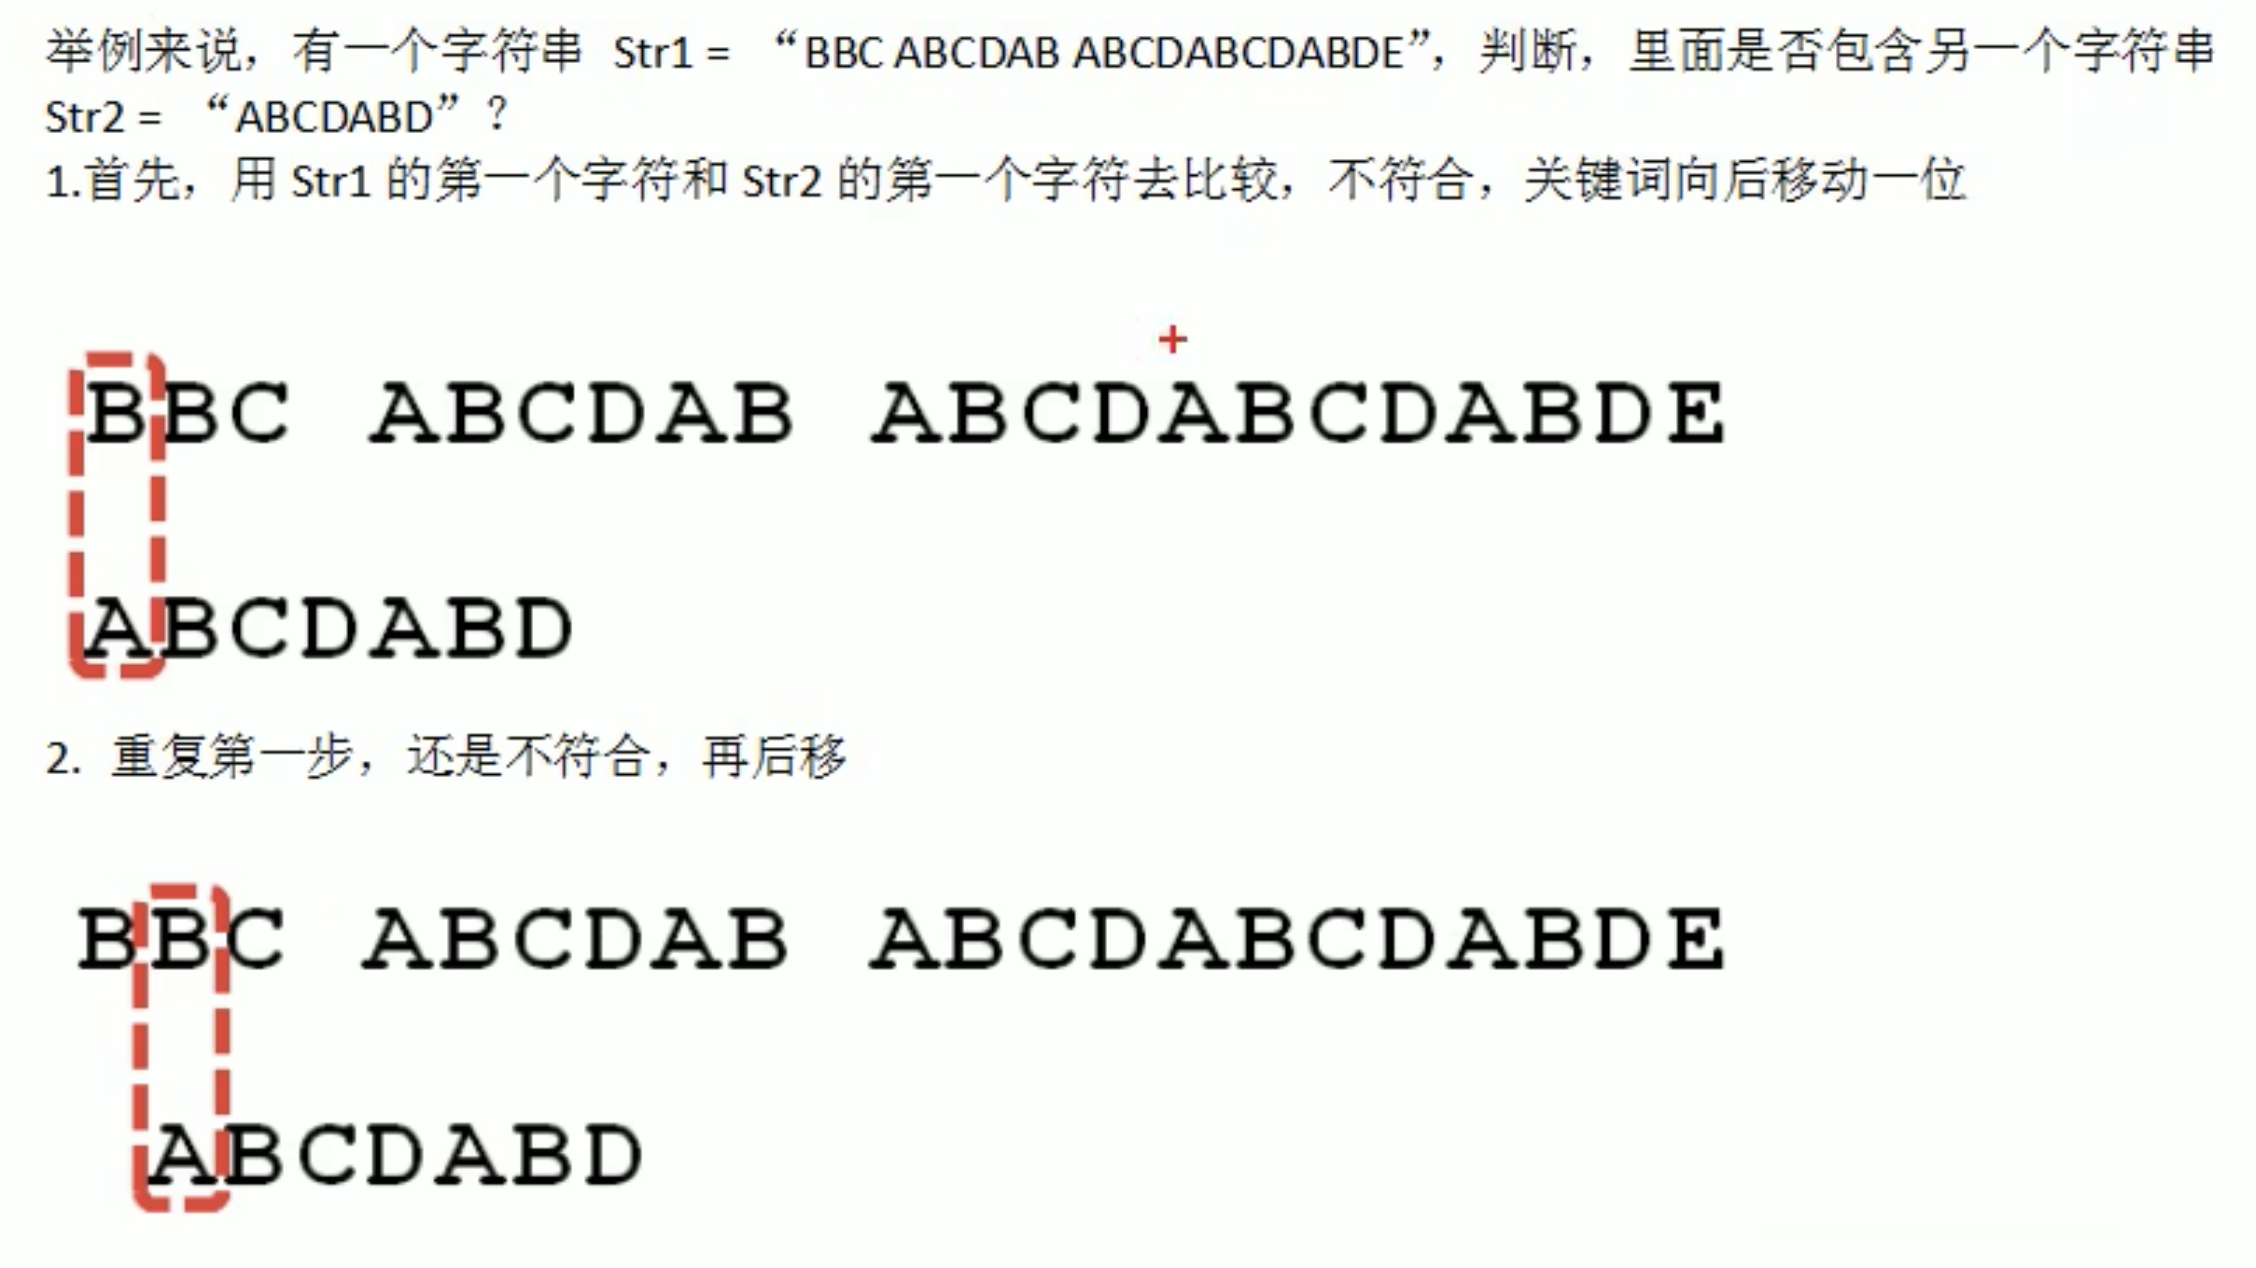 举例来说，有一个字符串 Str1 = “BBC ABCDAB ABCDABCDABDE”，判断，里面是否包含另一个字符串
Str2 = “ABCDABD”？
1.首先，用 Str1 的第一个字符和 Str2 的第一个字符去比较，不符合，关键词向后移动一位
BBC ABCDAB ABCDABCDABDE
ABCDABD
2. 重复第一步，还是不符合，再后移
BBC ABCDAB ABCDABCDABDE
ABCDABD